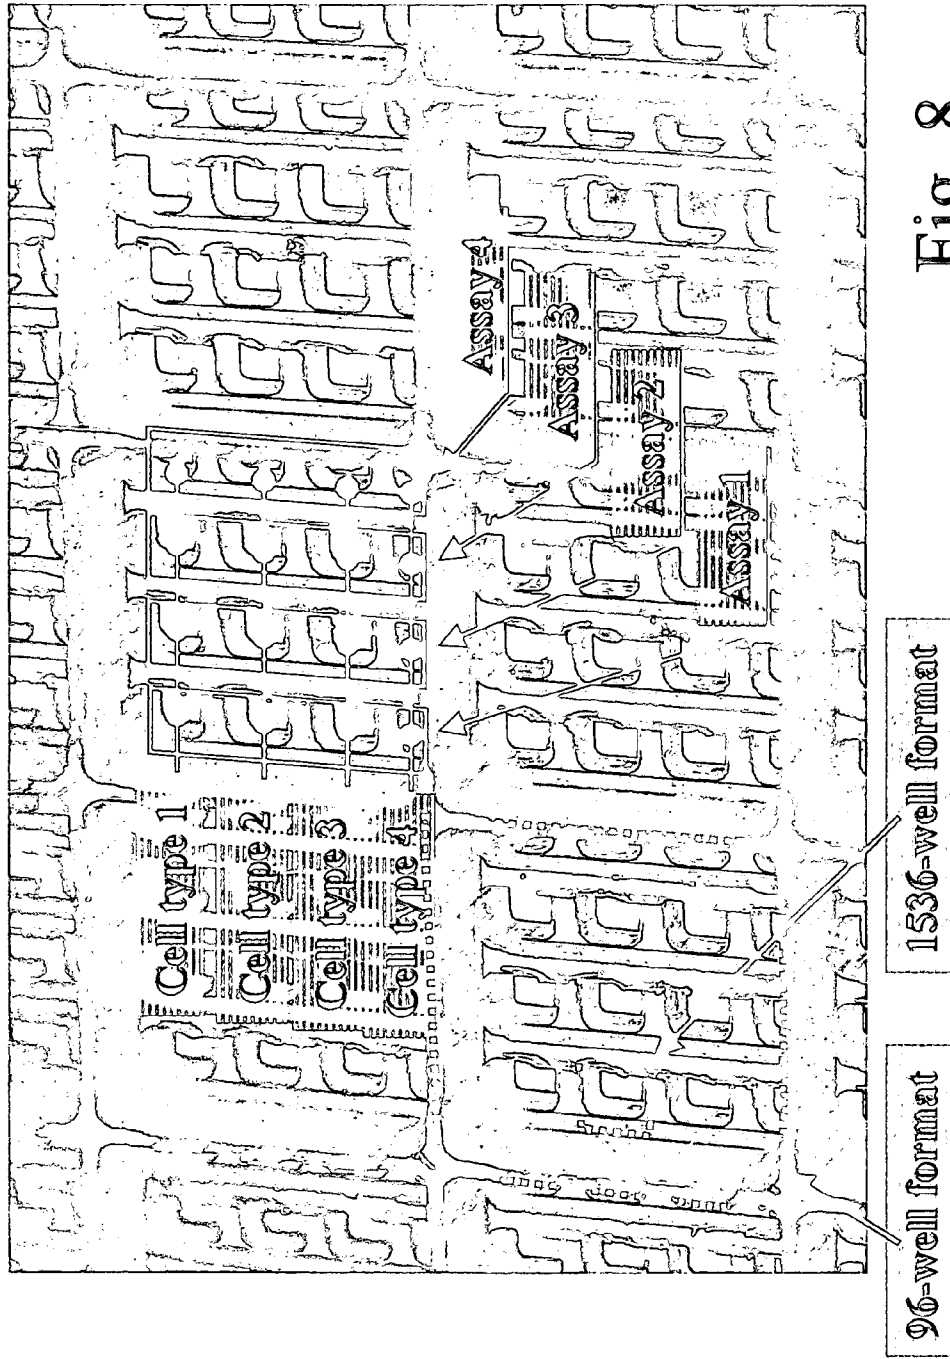 Cell type 1
Cell type 2
Cell type 3
Cell type 4
Assay 4
Assay 3
Assay 2
Assay 1
96-well format
1536-well format
Fig. 8